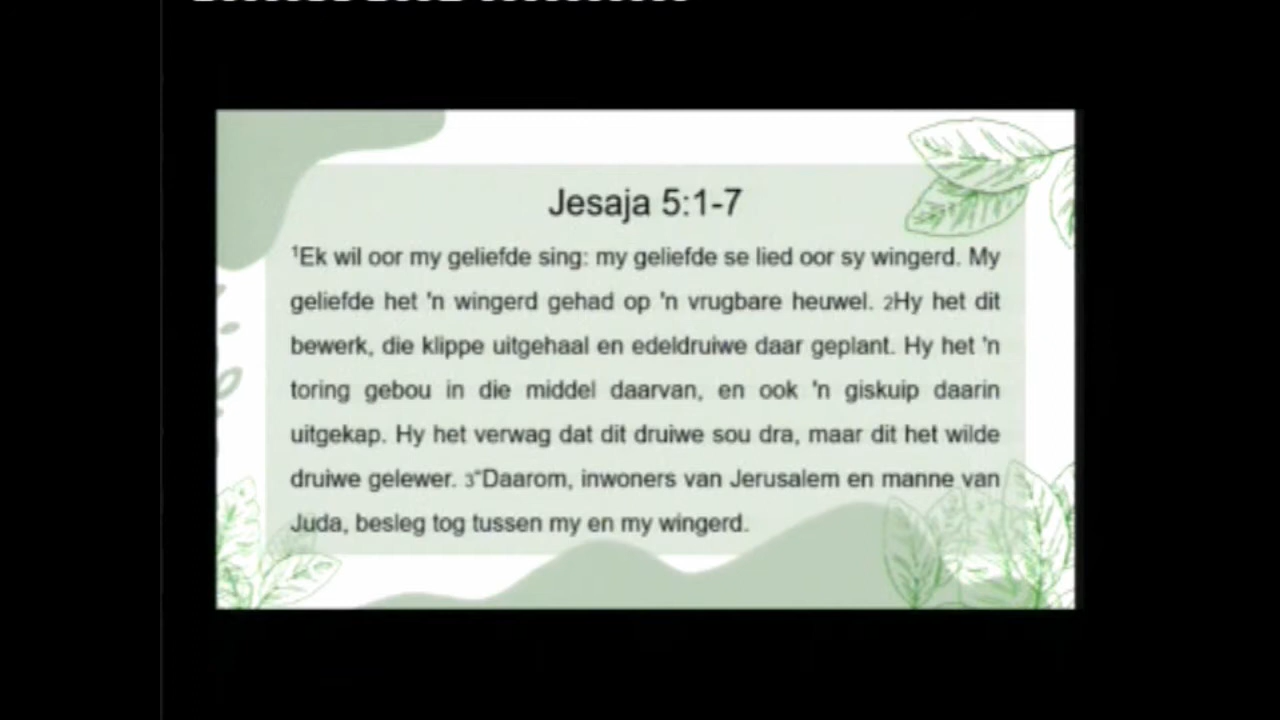 Jesaja 5:1-7
¹Ek wil oor my geliefde sing: my geliefde se lied oor sy wingerd. My
geliefde het 'n wingerd gehad op 'n vrugbare heuwel. 2Hy het dit
bewerk, die klippe uitgehaal en edeldruiwe daar geplant. Hy het 'n
toring gebou in die middel daarvan, en ook 'n giskuip daarin
uitgekap. Hy het verwag dat dit druiwe sou dra, maar dit het wilde
druiwe gelewer. 3“Daarom, inwoners van Jerusalem en manne van
Juda, besleg tog tussen my en my wingerd.